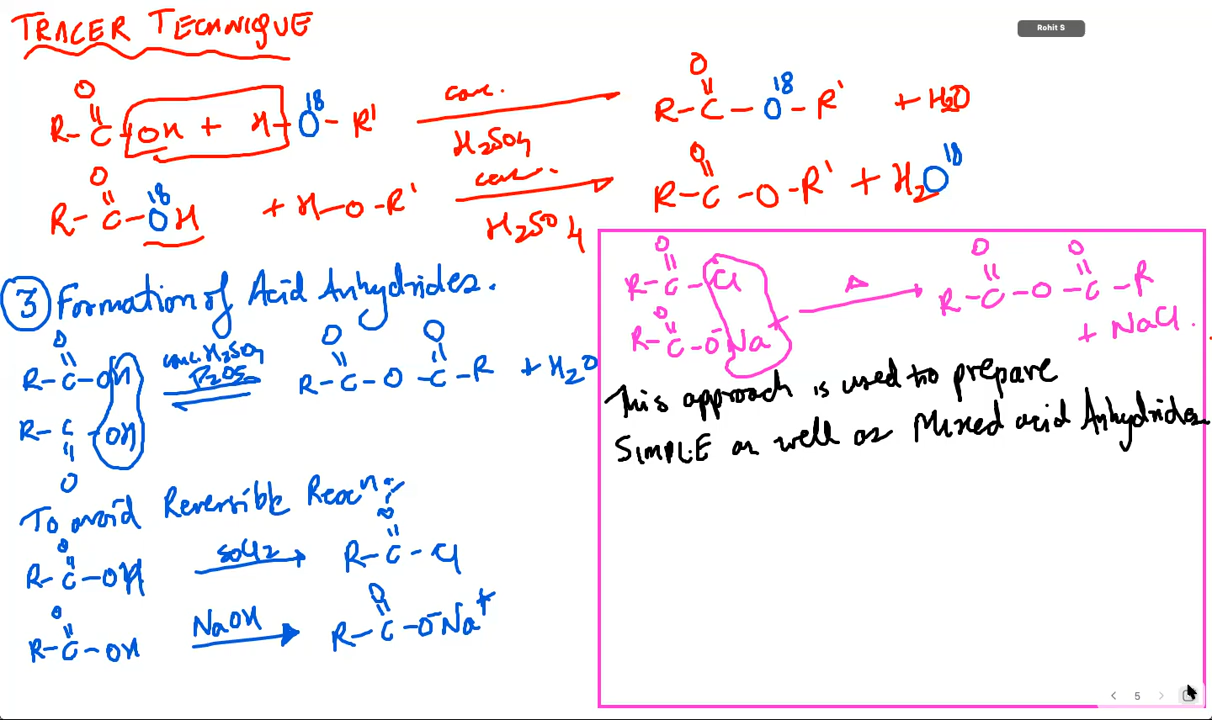 TRACER TECHNIQUE
Rohit S
O O 18
R-C-OH + H-O18-R' conc. H2SO4 → R-C-O-R' + H2O
O O
R-C-O18H + H-O-R' conc. H2SO4 → R-C-O-R' + H2O18
③ Formation of Acid Anhydrides.
O O O
R-C-OH conc. H2SO4 P2O5 R-C-O-C-R + H2O
R-C-OH
O
To avoid Reversible Reacn:
O O
R-C-OH SOCl2 → R-C-Cl
O O
R-C-OH NaOH → R-C-O-Na+
O O O
R-C-Cl Δ → R-C-O-C-R
O
R-C-O-Na+ + NaCl.
This approach is used to prepare
SIMPLE as well as Mixed acid Anhydrides.
5